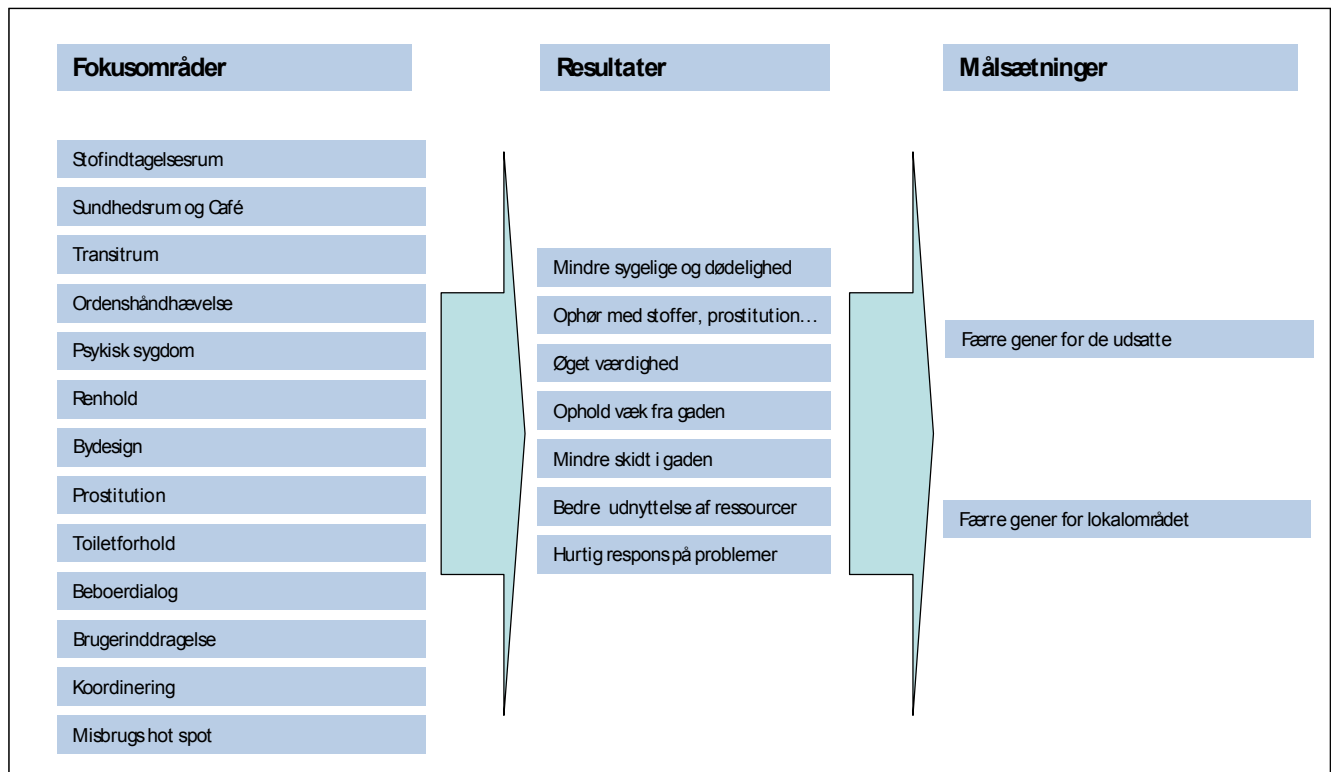 Fokusområder
Resultater
Målsætninger
Stofindtagelsesrum
Sundhedsrum og Café
Transitrum
Ordenshåndhævelse
Psykisk sygdom
Renhold
Bydesign
Prostitution
Toiletforhold
Beboerdialog
Brugerinddragelse
Koordinering
Misbrugs hot spot
Mindre sygelige og dødelighed
Ophør med stoffer, prostitution…
Øget værdighed
Ophold væk fra gaden
Mindre skidt i gaden
Bedre udnyttelse af ressourcer
Hurtig respons på problemer
Færre gener for de udsatte
Færre gener for lokalområdet